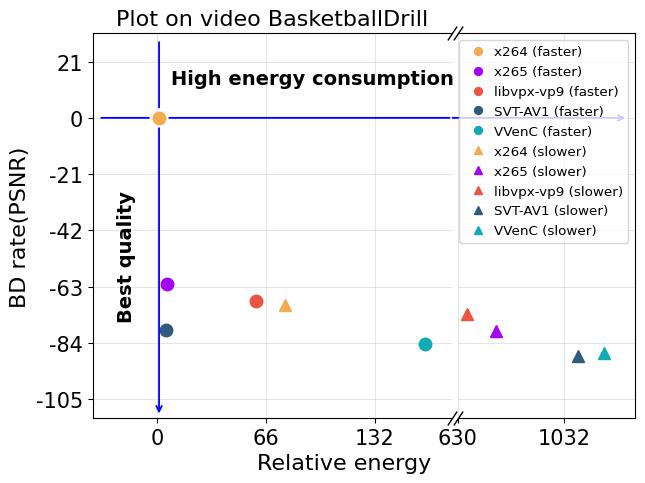 Plot on video BasketballDrill
21
0
-21
-42
-63
-84
-105
BD rate(PSNR)
High energy consumption
Best quality
x264 (faster)
x265 (faster)
libvpx-vp9 (faster)
SVT-AV1 (faster)
VVenC (faster)
x264 (slower)
x265 (slower)
libvpx-vp9 (slower)
SVT-AV1 (slower)
VVenC (slower)
0 66 132 630 1032
Relative energy